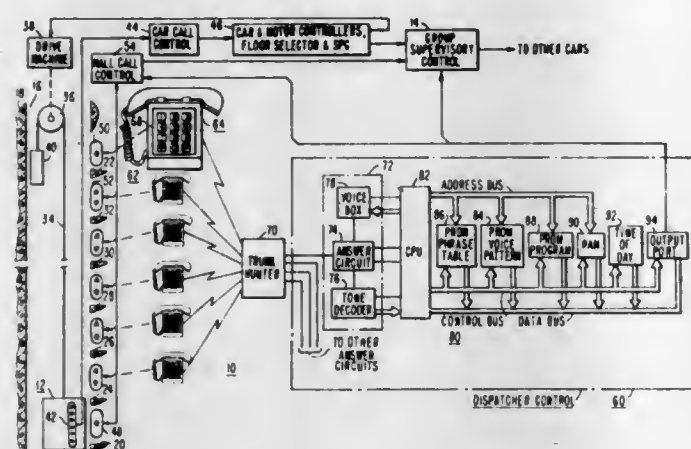 38
DRIVE
MACHINE
44
CAR CALL
CONTROL
46
CAR & MOTOR CONTROLLERS,
FLOOR SELECTOR & SPG
14
GROUP
SUPERVISORY
CONTROL
TO OTHER CARS
54
HALL CALL
CONTROL
18
16
36
40
50
22
52
32
30
28
26
24
48
20
34
12
42
68
64
62
70
TRUNK
HUNTER
10
72
78
VOICE
BOX
74
ANSWER
CIRCUIT
76
TONE
DECODER
TO OTHER
ANSWER
CIRCUITS
82
CPU
ADDRESS BUS
86
PROM
PHRASE
TABLE
84
PROM
VOICE
PATTERN
88
PROM
PROGRAM
90
RAM
92
TIME
OF
DAY
94
OUTPUT
PORT
CONTROL BUS
DATA BUS
80
DISPATCHER CONTROL
60